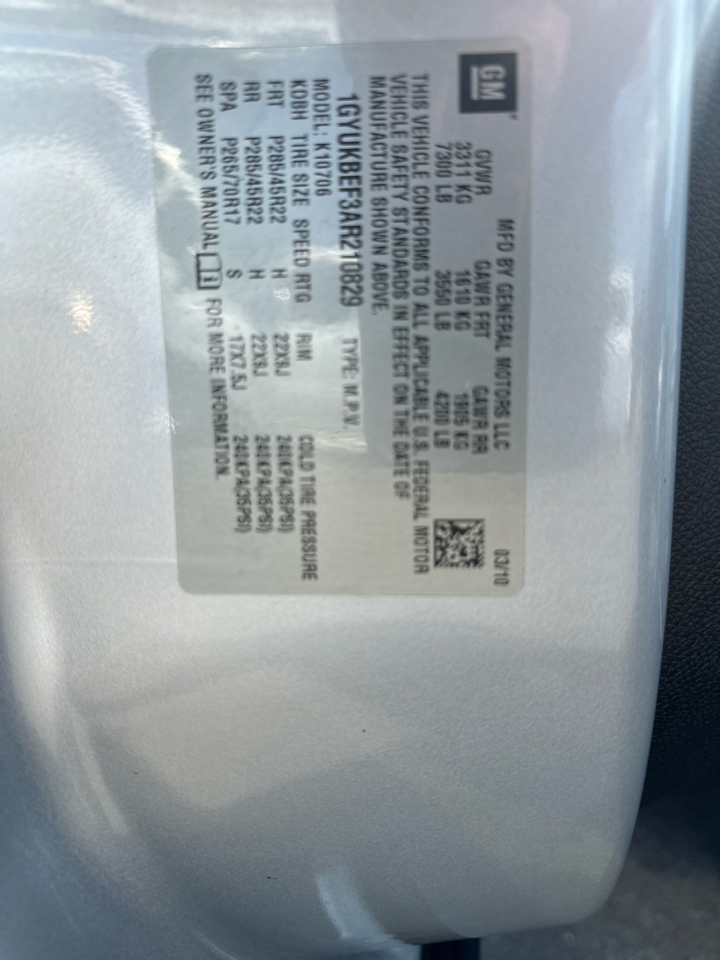 GM
MFD BY GENERAL MOTORS LLC 03/10
GVWR GAWR FRT GAWR RR
3311 KG 1610 KG 1905 KG
7300 LB 3550 LB 4200 LB
THIS VEHICLE CONFORMS TO ALL APPLICABLE U.S. FEDERAL MOTOR
VEHICLE SAFETY STANDARDS IN EFFECT ON THE DATE OF
MANUFACTURE SHOWN ABOVE.
1GYUKBEF3AR210829 TYPE: M.P.V.
MODEL: K10706
KDBH TIRE SIZE SPEED RTG RIM COLD TIRE PRESSURE
FRT P285/45R22 H 22X9J 240KPA(35PSI)
RR P285/45R22 H 22X9J 240KPA(35PSI)
SPA P265/70R17 S 17X7.5J 240KPA(35PSI)
SEE OWNER'S MANUAL FOR MORE INFORMATION.